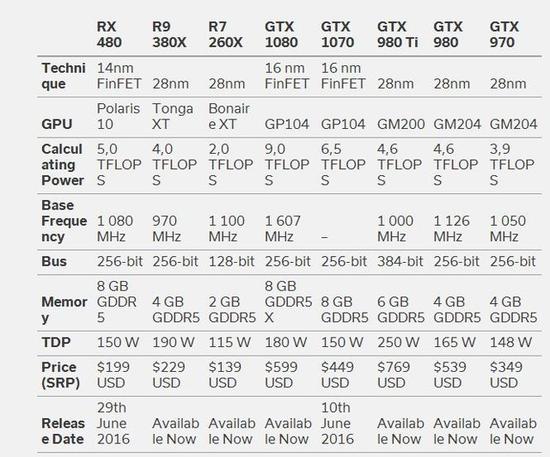 RX 480 R9 380X R7 260X GTX 1080 GTX 1070 GTX 980 Ti GTX 980 GTX 970
Technique 14nm FinFET 28nm 28nm 16 nm FinFET 16 nm FinFET 28nm 28nm 28nm
GPU Polaris 10 Tonga XT Bonaire XT GP104 GP104 GM200 GM204 GM204
Calculating Power 5,0 TFLOPS 4,0 TFLOPS 2,0 TFLOPS 9,0 TFLOPS 6,5 TFLOPS 4,6 TFLOPS 4,6 TFLOPS 3,9 TFLOPS
Base Frequency 1 080 MHz 970 MHz 1 100 MHz 1 607 MHz – 1 000 MHz 1 126 MHz 1 050 MHz
Bus 256-bit 256-bit 128-bit 256-bit 256-bit 384-bit 256-bit 256-bit
Memory 8 GB GDDR5 4 GB GDDR5 2 GB GDDR5 8 GB GDDR5X 8 GB GDDR5 6 GB GDDR5 4 GB GDDR5 4 GB GDDR5
TDP 150 W 190 W 115 W 180 W 150 W 250 W 165 W 148 W
Price (SRP) $199 USD $229 USD $139 USD $599 USD $449 USD $769 USD $539 USD $349 USD
Release Date 29th June 2016 Available Now Available Now Available Now 10th June 2016 Available Now Available Now Available Now